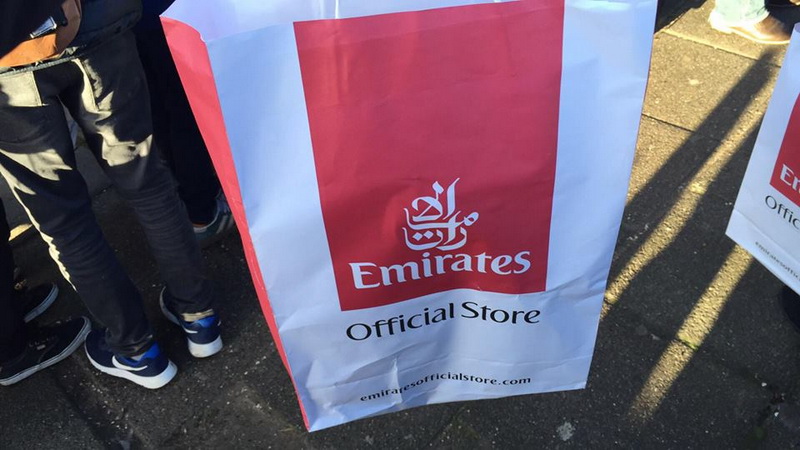 الإمارات
Emirates
Official Store
emiratesofficialstore.com